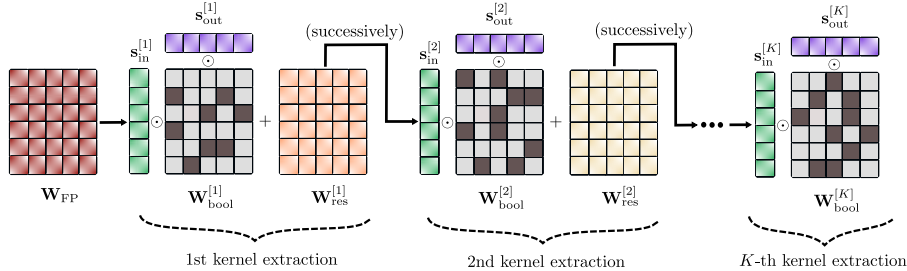 s_out^[1]
(successively)
s_out^[2]
(successively)
s_out^[K]
s_in^[1]
s_in^[2]
s_in^[K]
⊙
⊙
⊙
⊙ + ⊙ + ••• ⊙
W_FP W_bool^[1] W_res^[1] W_bool^[2] W_res^[2] W_bool^[K]
1st kernel extraction 2nd kernel extraction K-th kernel extraction